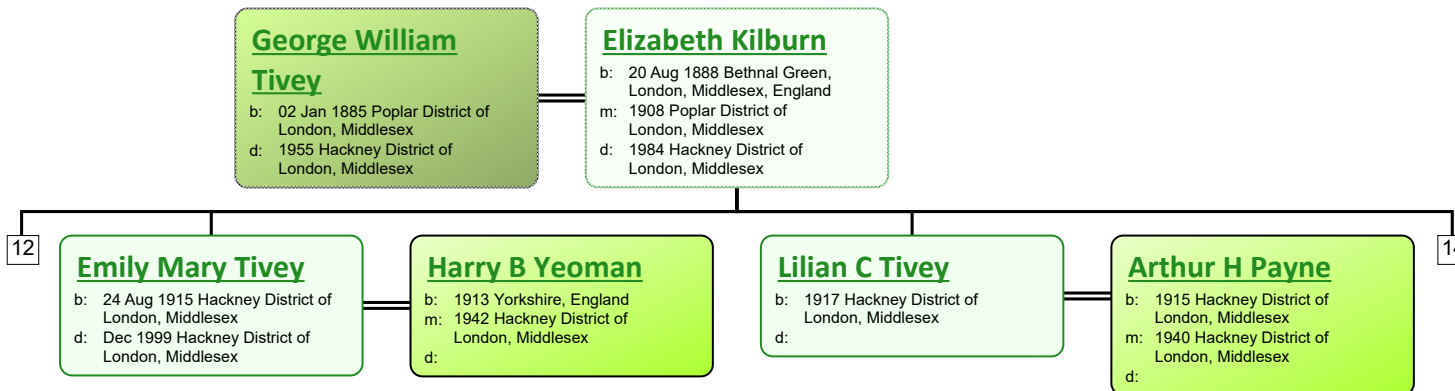 George William
Tivey
b: 02 Jan 1885 Poplar District of
London, Middlesex
d: 1955 Hackney District of
London, Middlesex
Elizabeth Kilburn
b: 20 Aug 1888 Bethnal Green,
London, Middlesex, England
m: 1908 Poplar District of
London, Middlesex
d: 1984 Hackney District of
London, Middlesex
12
Emily Mary Tivey
b: 24 Aug 1915 Hackney District of
London, Middlesex
d: Dec 1999 Hackney District of
London, Middlesex
Harry B Yeoman
b: 1913 Yorkshire, England
m: 1942 Hackney District of
London, Middlesex
d:
Lilian C Tivey
b: 1917 Hackney District of
London, Middlesex
d:
Arthur H Payne
b: 1915 Hackney District of
London, Middlesex
m: 1940 Hackney District of
London, Middlesex
d: